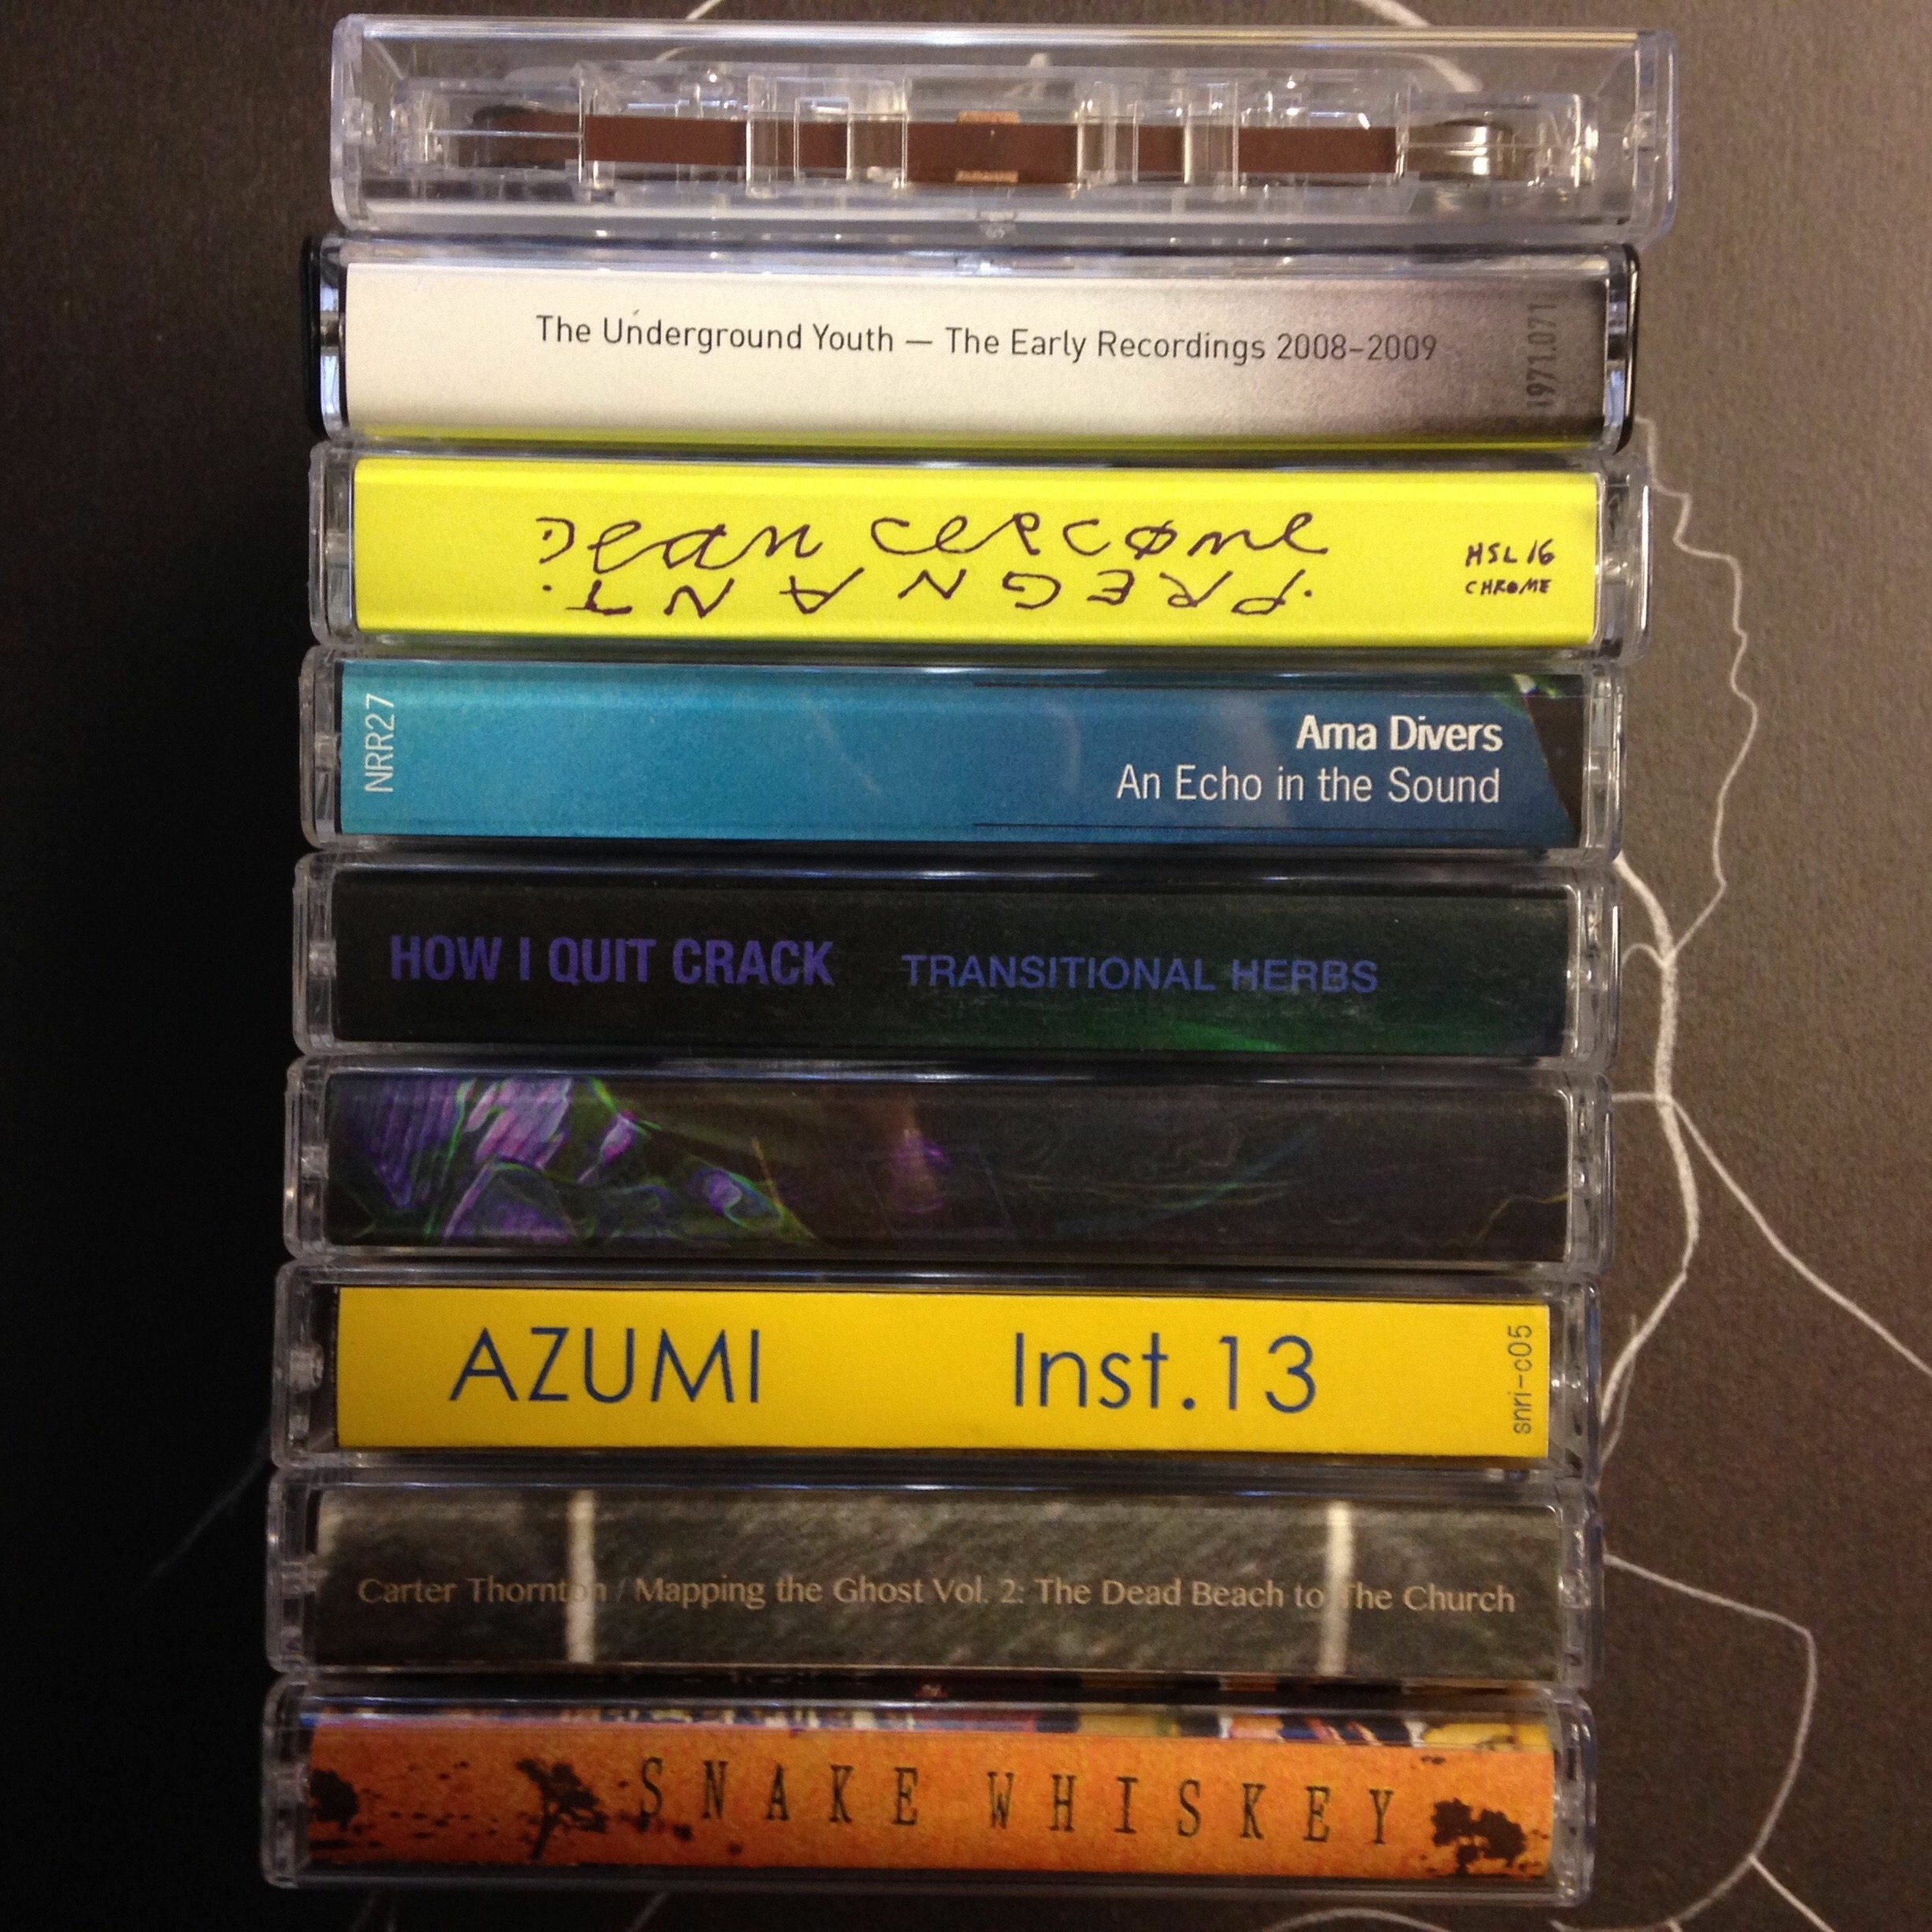 The Underground Youth — The Early Recordings 2008–2009
1971.071
Dean Cercone
.PREGNANT.
HSL 16
CHROME
NRR27
Ama Divers
An Echo in the Sound
HOW I QUIT CRACK TRANSITIONAL HERBS
AZUMI Inst.13
snri-c05
Carter Thornton / Mapping the Ghost Vol. 2: The Dead Beach to The Church
SNAKE WHISKEY